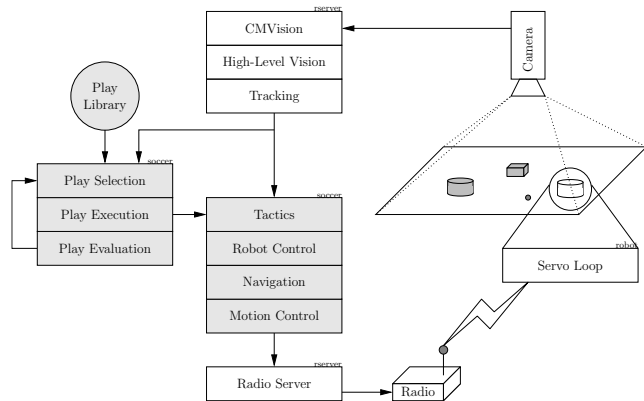 rserver
CMVision
High-Level Vision
Tracking
Camera
Play
Library
soccer
Play Selection
Play Execution
Play Evaluation
soccer
Tactics
Robot Control
Navigation
Motion Control
robot
Servo Loop
rserver
Radio Server
Radio